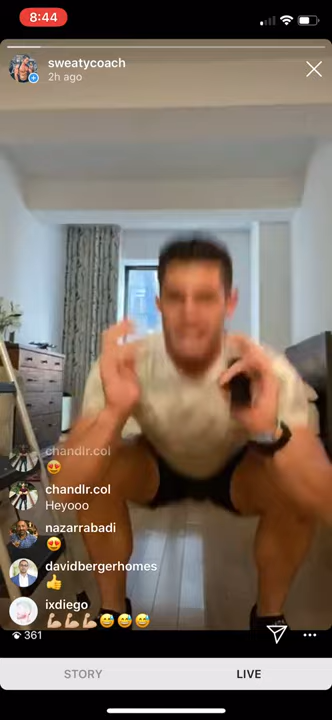 8:44
sweatycoach
2h ago
chandlr.col
😍
chandlr.col
Heyooo
nazarrabadi
😍
davidbergerhomes
👍
ixdiego
💪🏼💪🏼💪🏼😅😅😅
361
STORY
LIVE